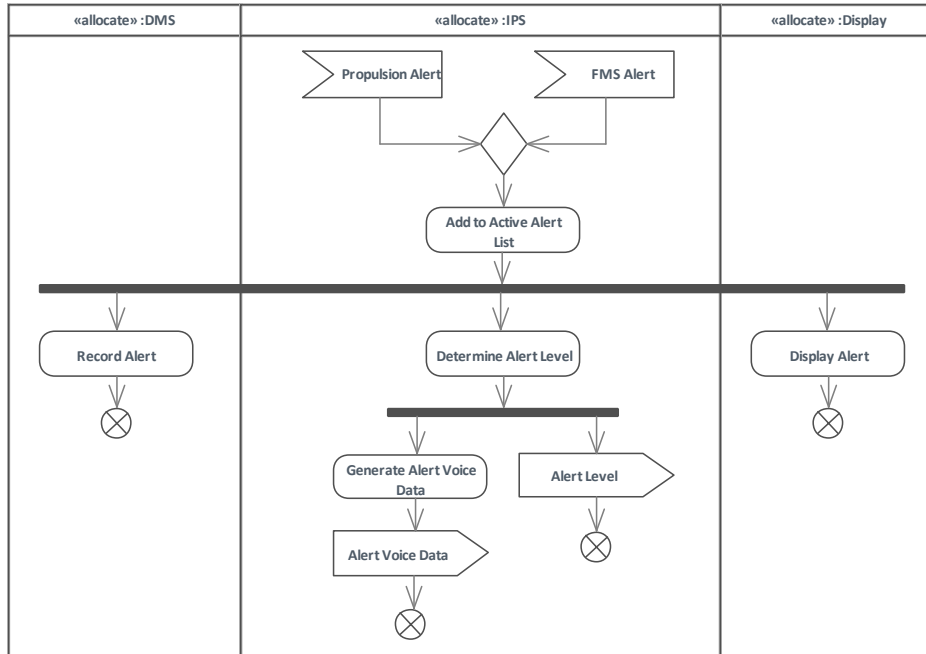 «allocate» :DMS
«allocate» :IPS
«allocate» :Display
Propulsion Alert
FMS Alert
Add to Active Alert
List
Record Alert
Determine Alert Level
Display Alert
Generate Alert Voice
Data
Alert Level
Alert Voice Data